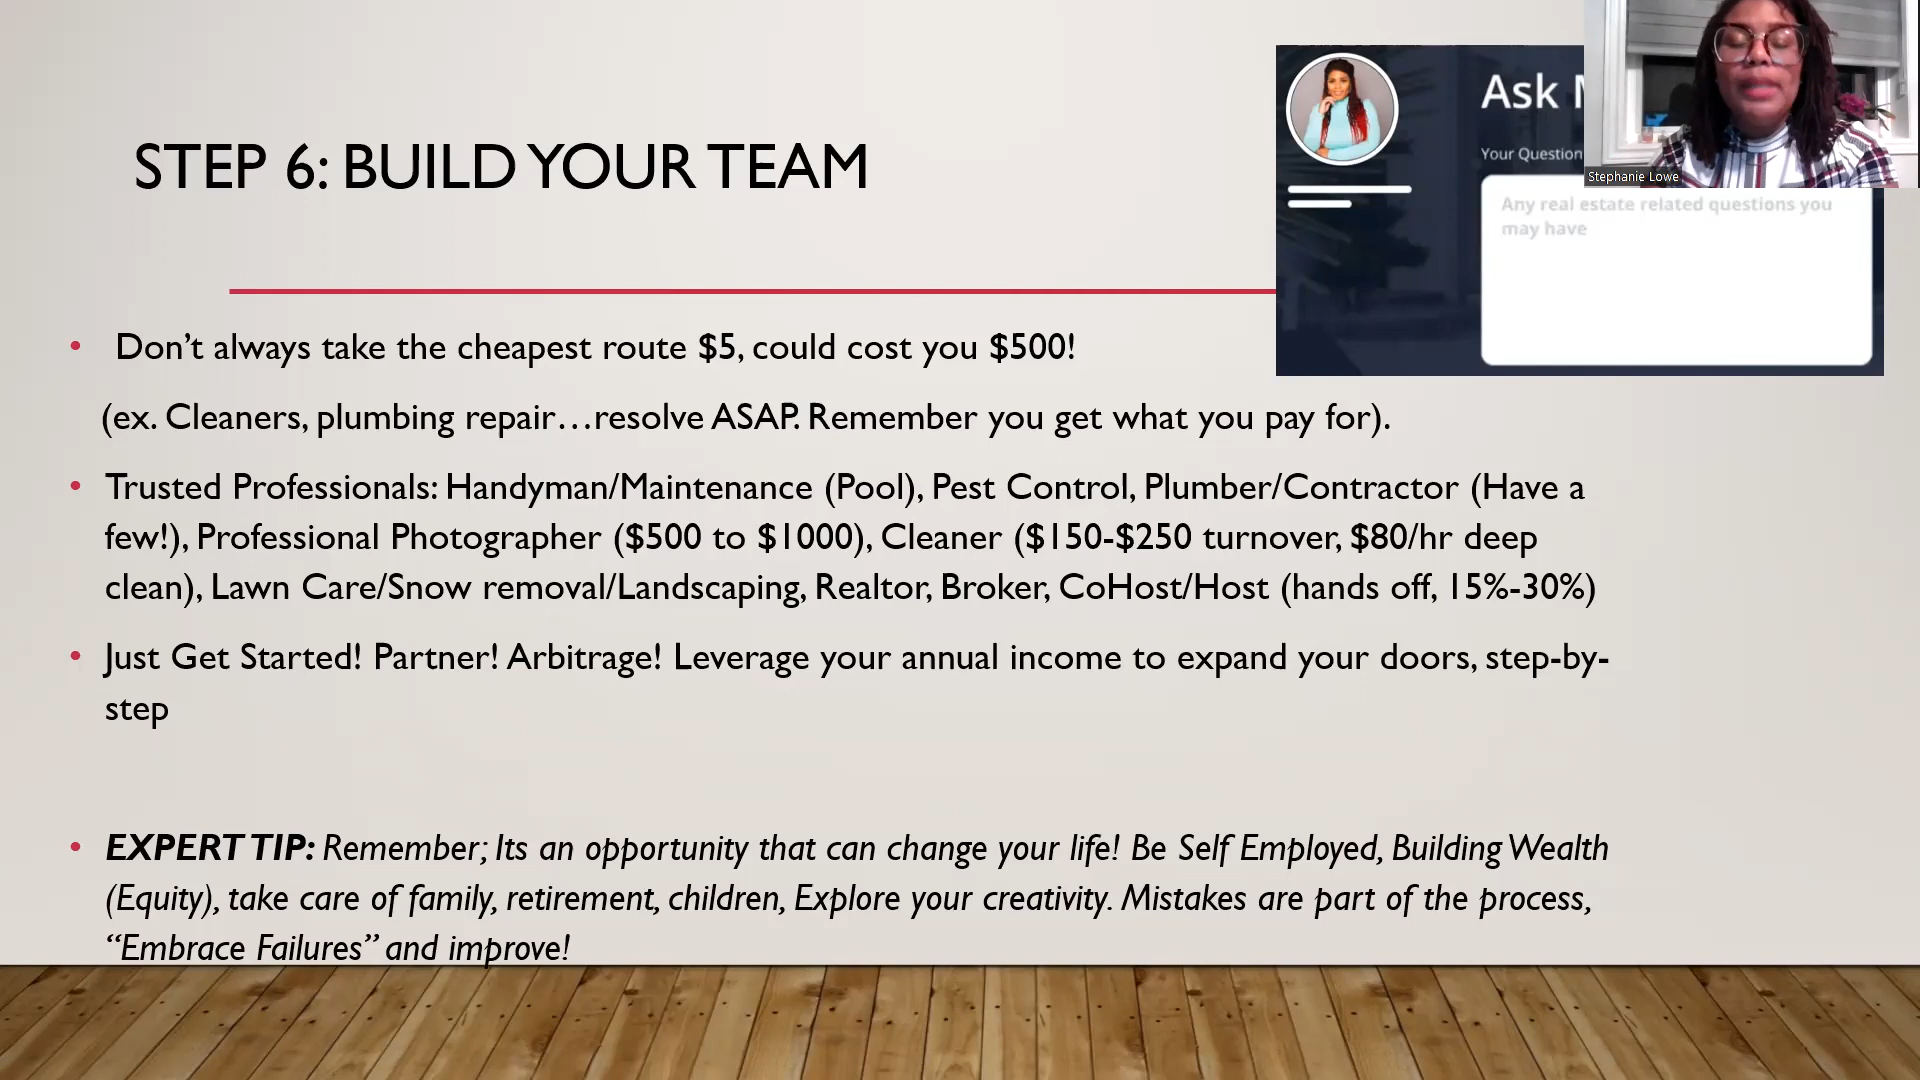 STEP 6: BUILD YOUR TEAM
Ask
Your Question
Stephanie Lowe
Any real estate related questions you
may have
• Don’t always take the cheapest route $5, could cost you $500!
(ex. Cleaners, plumbing repair…resolve ASAP. Remember you get what you pay for).
• Trusted Professionals: Handyman/Maintenance (Pool), Pest Control, Plumber/Contractor (Have a
few!), Professional Photographer ($500 to $1000), Cleaner ($150-$250 turnover, $80/hr deep
clean), Lawn Care/Snow removal/Landscaping, Realtor, Broker, CoHost/Host (hands off, 15%-30%)
• Just Get Started! Partner! Arbitrage! Leverage your annual income to expand your doors, step-by-
step
• EXPERT TIP: Remember; Its an opportunity that can change your life! Be Self Employed, Building Wealth
(Equity), take care of family, retirement, children, Explore your creativity. Mistakes are part of the process,
“Embrace Failures” and improve!